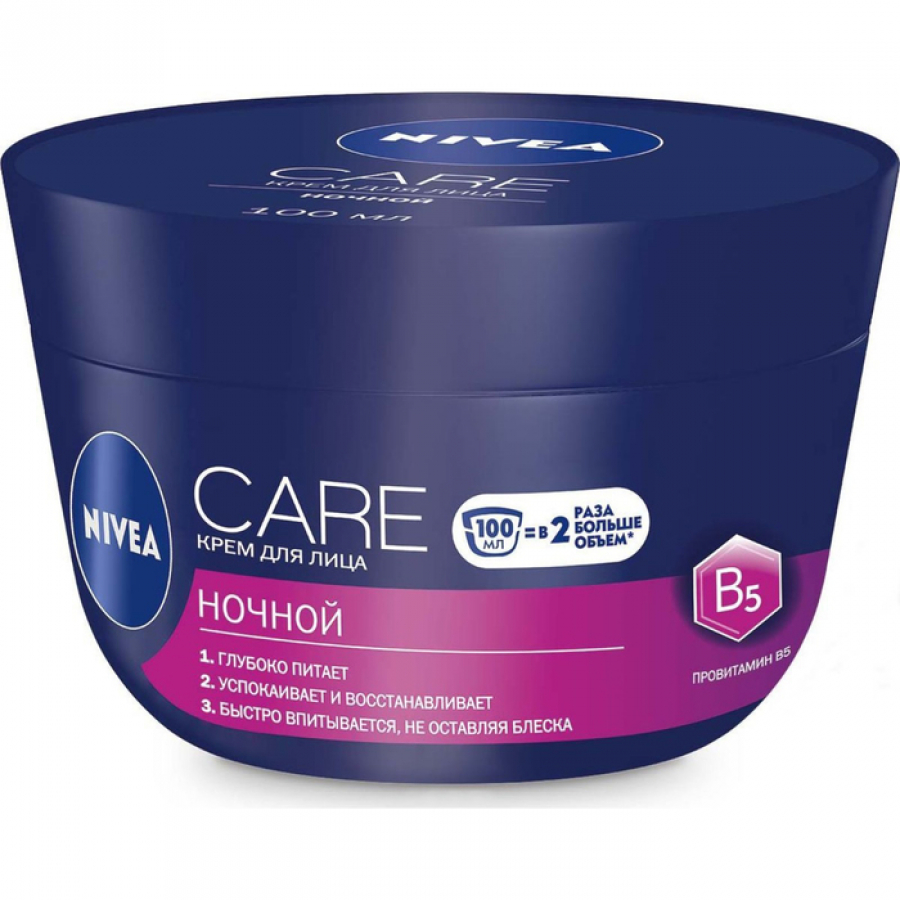 NIVEA
CARE
КРЕМ ДЛЯ ЛИЦА
НОЧНОЙ
100 МЛ
NIVEA
CARE
КРЕМ ДЛЯ ЛИЦА
100 МЛ = В 2 РАЗА БОЛЬШЕ ОБЪЕМ*
НОЧНОЙ
1. ГЛУБОКО ПИТАЕТ
2. УСПОКАИВАЕТ И ВОССТАНАВЛИВАЕТ
3. БЫСТРО ВПИТЫВАЕТСЯ, НЕ ОСТАВЛЯЯ БЛЕСКА
B5
ПРОВИТАМИН B5